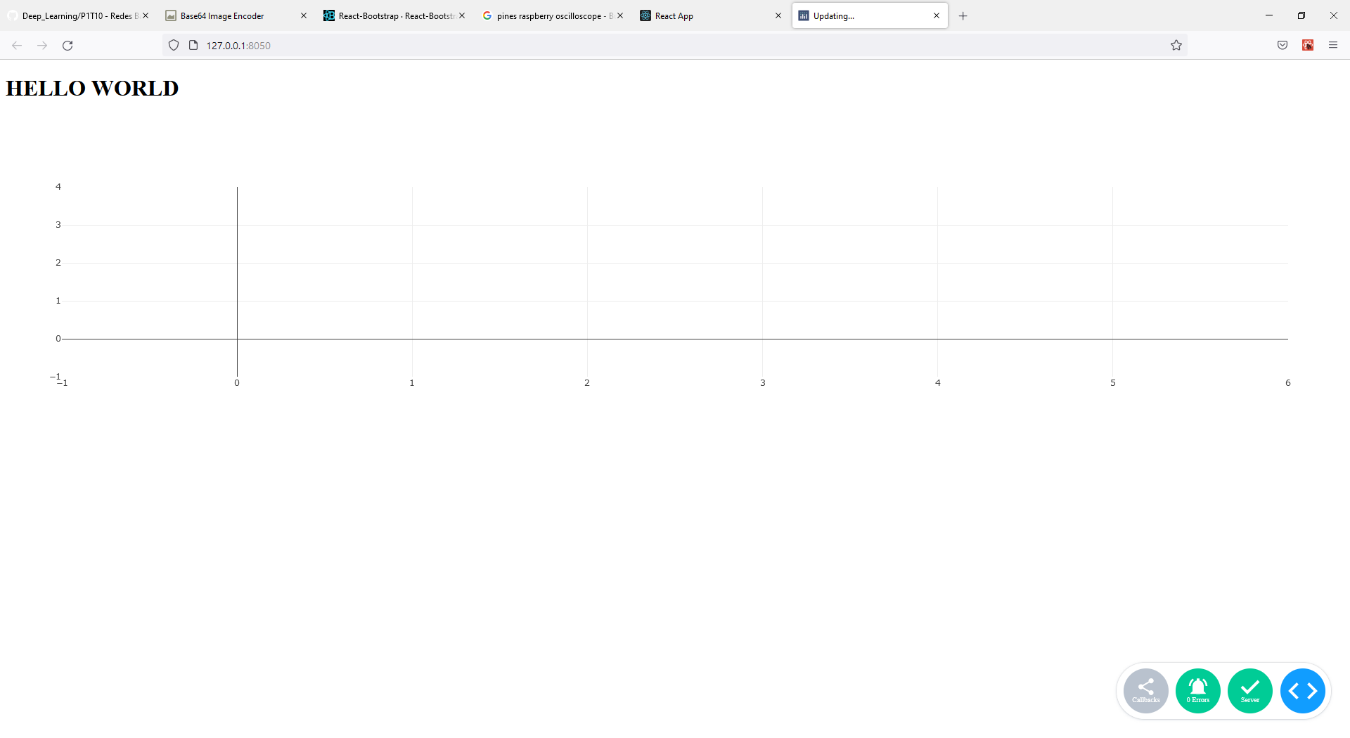 Deep_Learning/P1T10 - Redes B
Base64 Image Encoder
React-Bootstrap · React-Bootstr
pines raspberry oscilloscope - B
React App
Updating...
127.0.0.1:8050
HELLO WORLD
4
3
2
1
0
−1
−1 0 1 2 3 4 5 6
Callbacks
0 Errors
Server